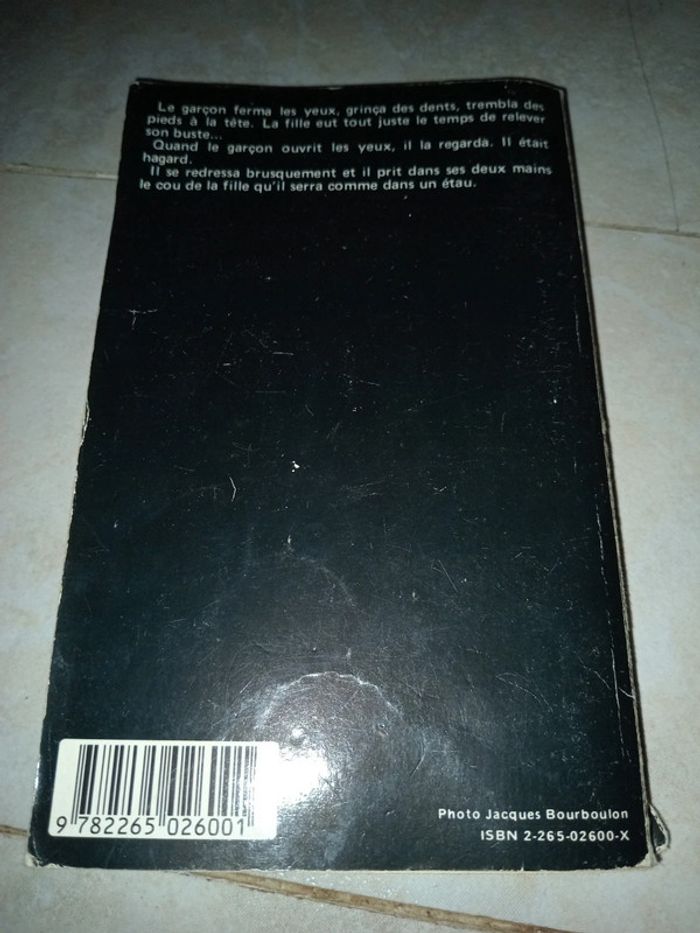 Le garçon ferma les yeux, grinça des dents, trembla des
pieds à la tête. La fille eut tout juste le temps de relever
son buste...
Quand le garçon ouvrit les yeux, il la regarda. Il était
hagard.
Il se redressa brusquement et il prit dans ses deux mains
le cou de la fille qu'il serra comme dans un étau.
9 782265 026001
Photo Jacques Bourboulon
ISBN 2-265-02600-X